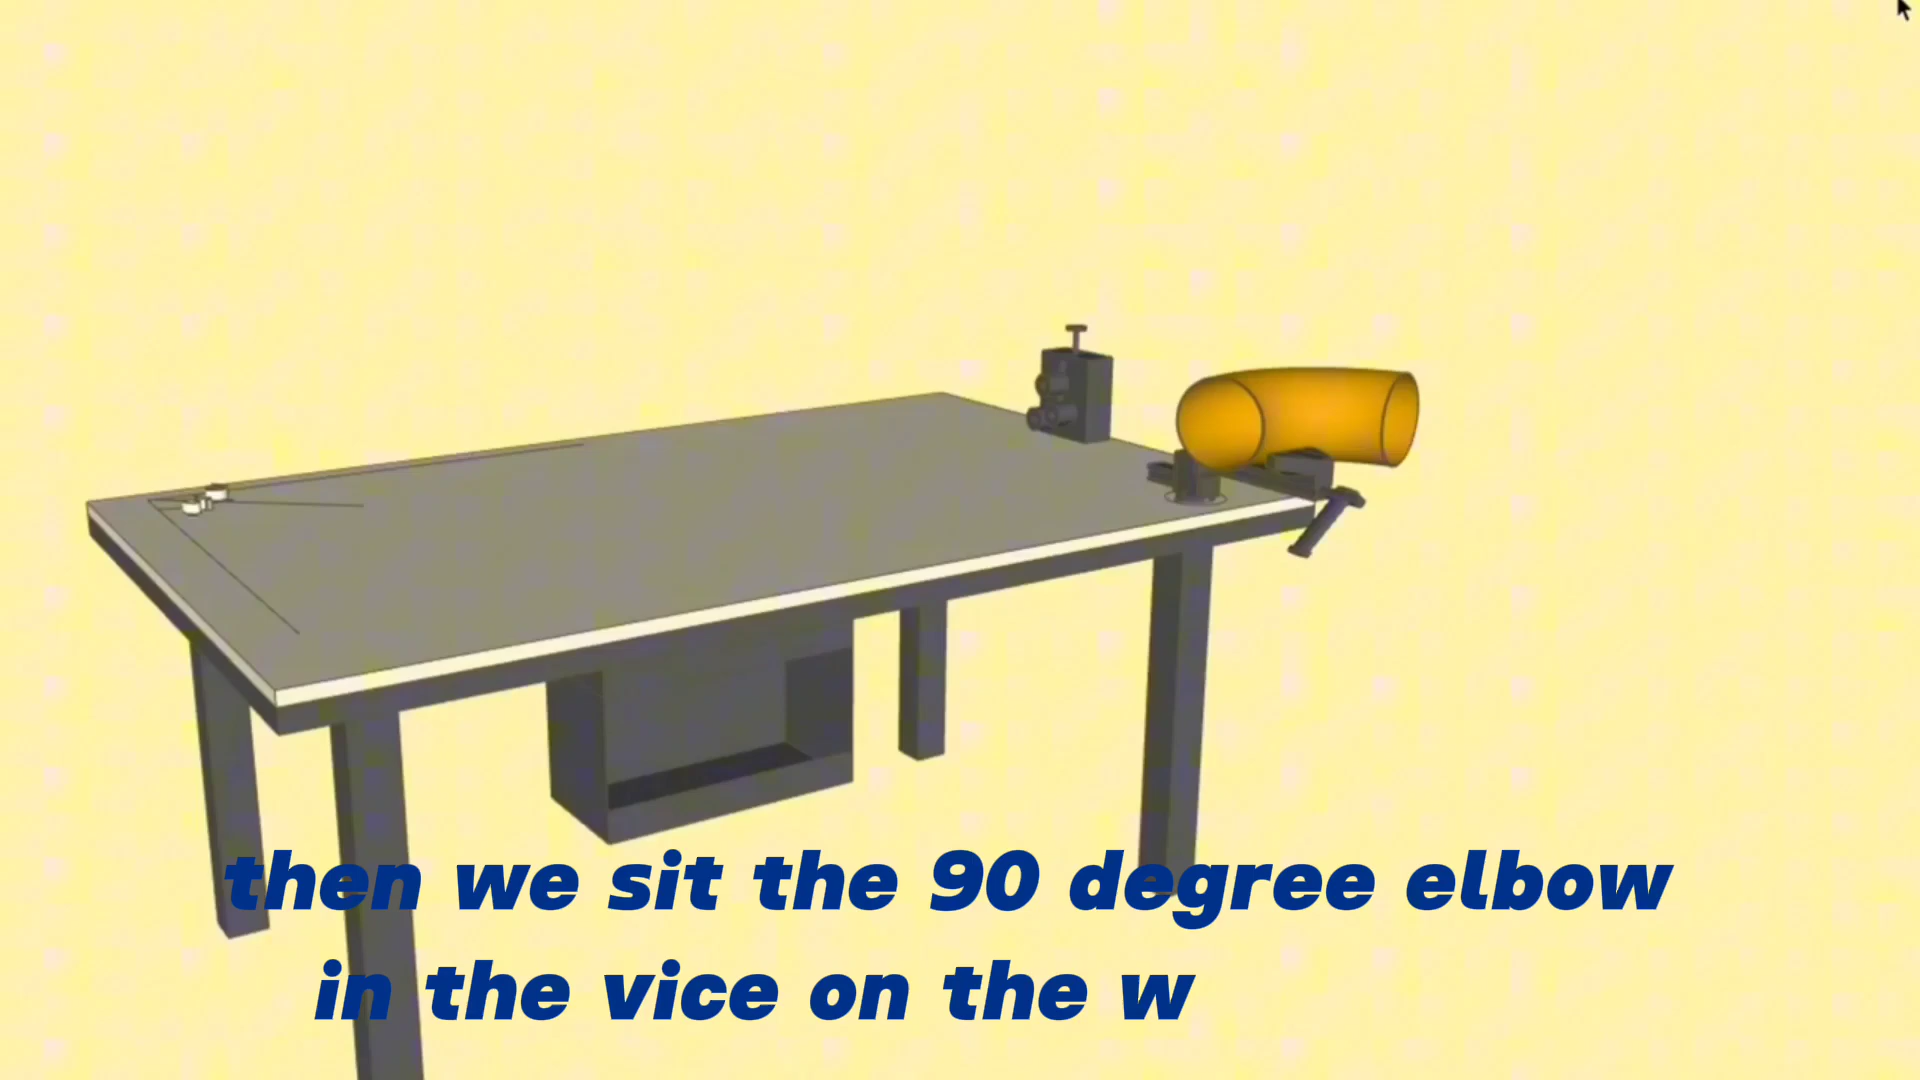 then we sit the 90 degree elbow
in the vice on the w